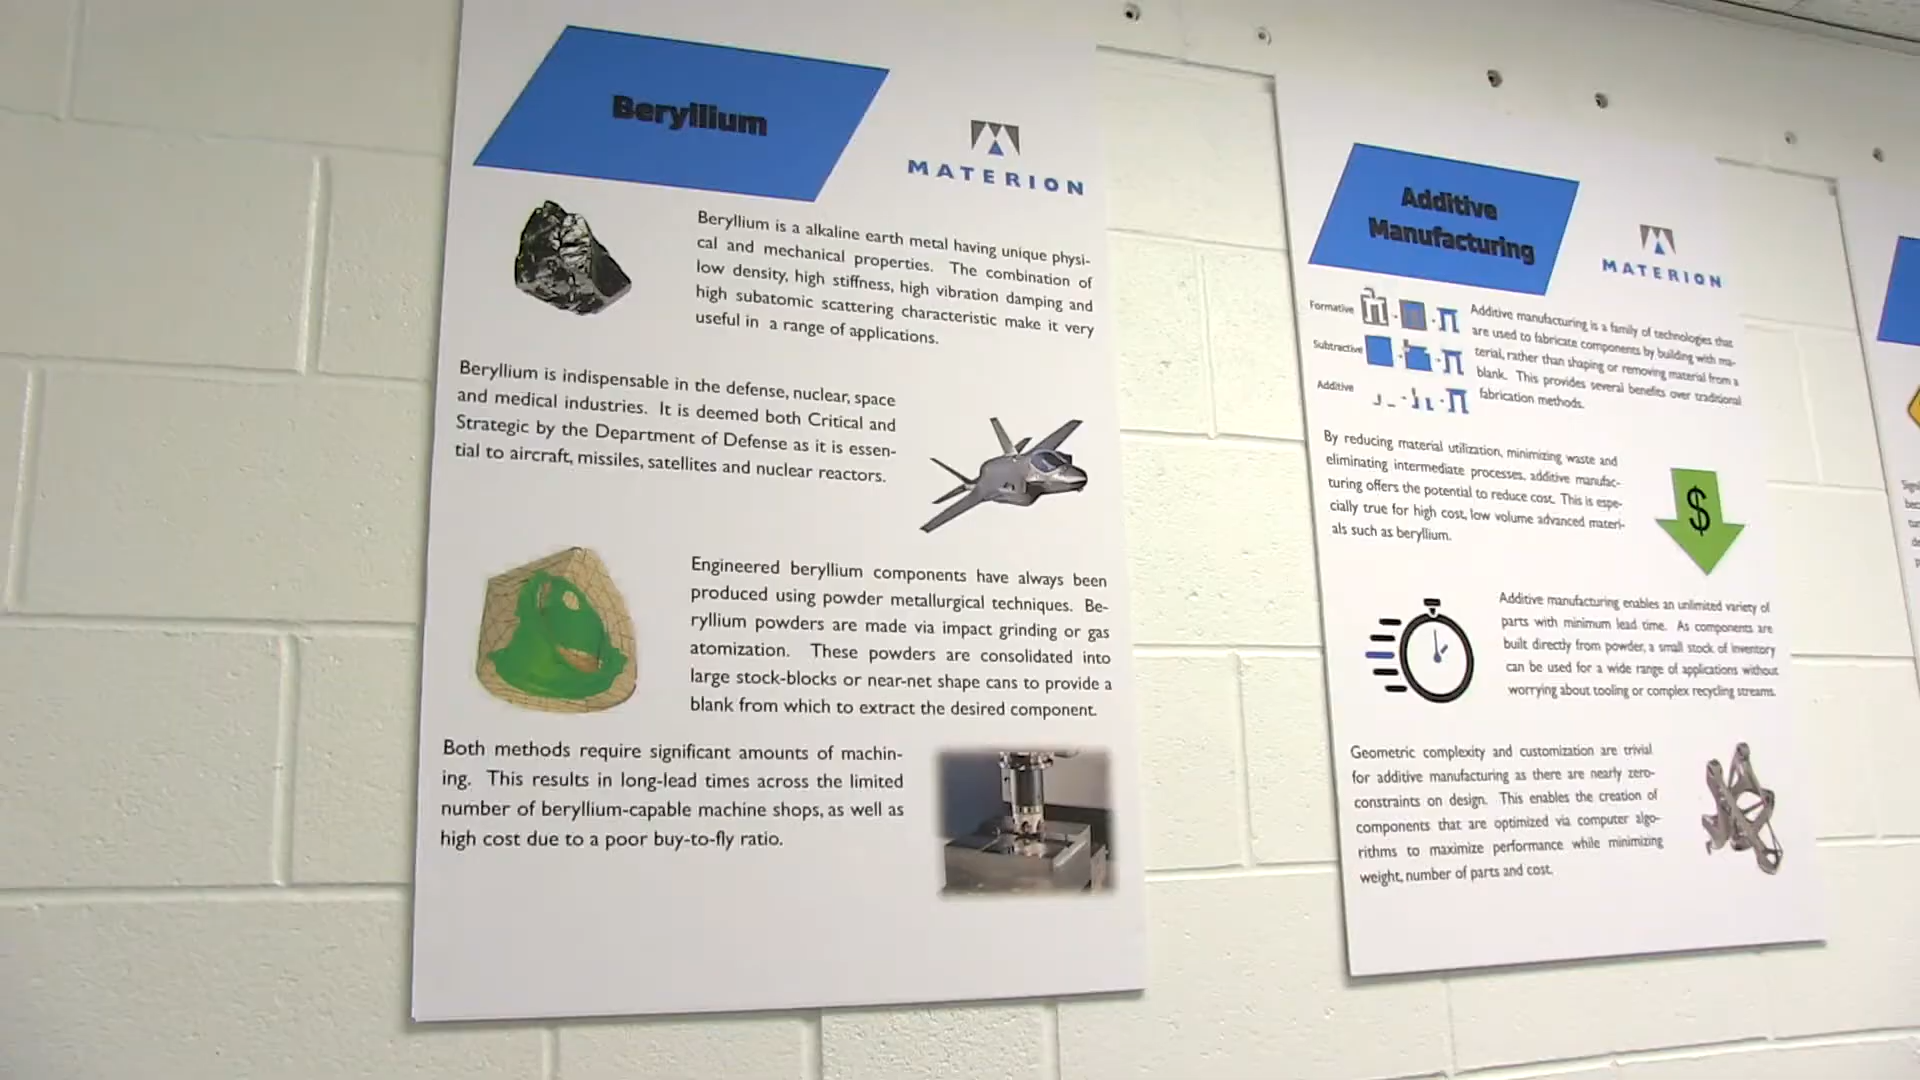 Beryllium
MATERION
Beryllium is a alkaline earth metal having unique physi-
cal and mechanical properties. The combination of
low density, high stiffness, high vibration damping and
high subatomic scattering characteristic make it very
useful in a range of applications.
Beryllium is indispensable in the defense, nuclear, space
and medical industries. It is deemed both Critical and
Strategic by the Department of Defense as it is essen-
tial to aircraft, missiles, satellites and nuclear reactors.
Engineered beryllium components have always been
produced using powder metallurgical techniques. Be-
ryllium powders are made via impact grinding or gas
atomization. These powders are consolidated into
large stock-blocks or near-net shape cans to provide a
blank from which to extract the desired component.
Both methods require significant amounts of machin-
ing. This results in long-lead times across the limited
number of beryllium-capable machine shops, as well as
high cost due to a poor buy-to-fly ratio.
Additive
Manufacturing
MATERION
Formative
Subtractive
Additive
Additive manufacturing is a family of technologies that
are used to fabricate components by building with ma-
terial, rather than shaping or removing material from a
blank. This provides several benefits over traditional
fabrication methods.
By reducing material utilization, minimizing waste and
eliminating intermediate processes, additive manufac-
turing offers the potential to reduce cost. This is espe-
cially true for high cost, low volume advanced materi-
als such as beryllium.
$
Additive manufacturing enables an unlimited variety of
parts with minimum lead time. As components are
built directly from powder, a small stock of inventory
can be used for a wide range of applications without
worrying about tooling or complex recycling streams.
Geometric complexity and customization are trivial
for additive manufacturing as there are nearly zero-
constraints on design. This enables the creation of
components that are optimized via computer algo-
rithms to maximize performance while minimizing
weight, number of parts and cost.